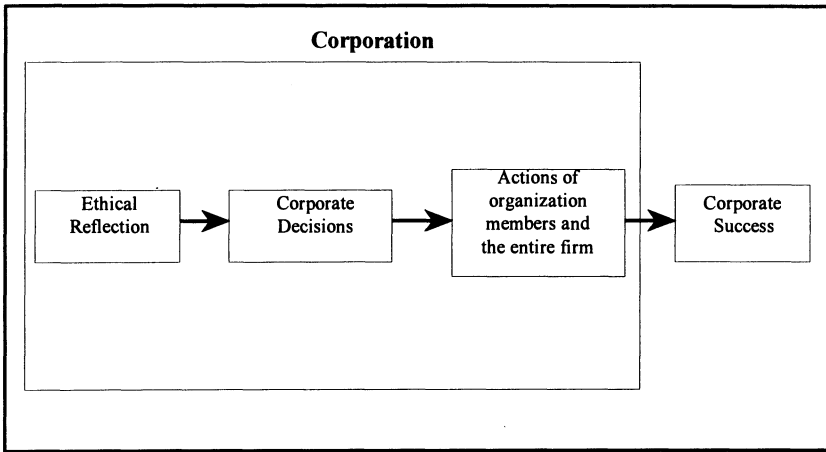 Corporation
Ethical
Reflection
Corporate
Decisions
Actions of
organization
members and
the entire firm
Corporate
Success